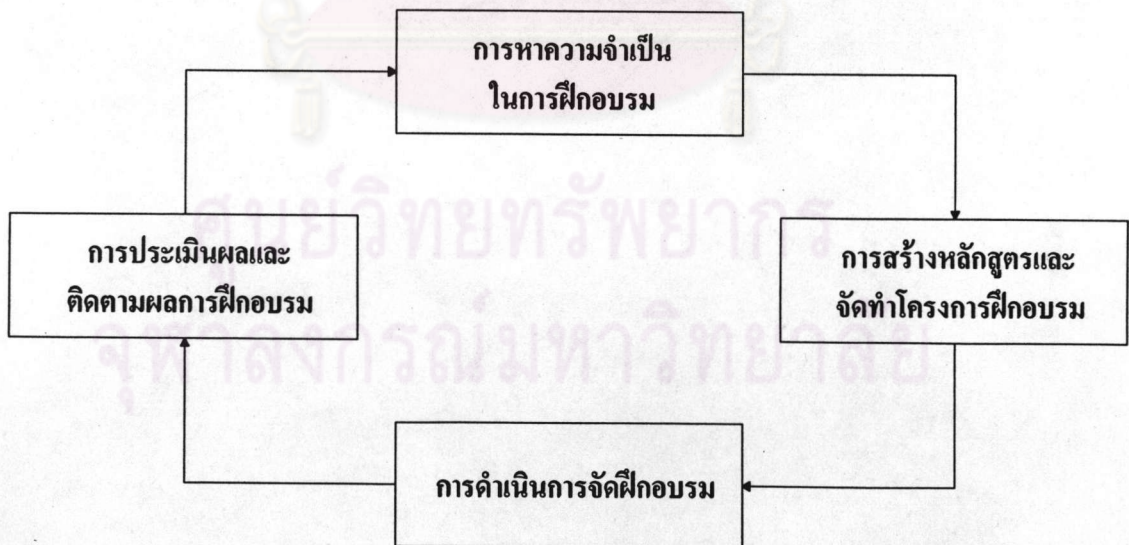 การหาความจำเป็น
ในการฝึกอบรม
การสร้างหลักสูตรและ
จัดทำโครงการฝึกอบรม
การดำเนินการจัดฝึกอบรม
การประเมินผลและ
ติดตามผลการฝึกอบรม
ศูนย์วิทยทรัพยากร
จุฬาลงกรณ์มหาวิทยาลัย